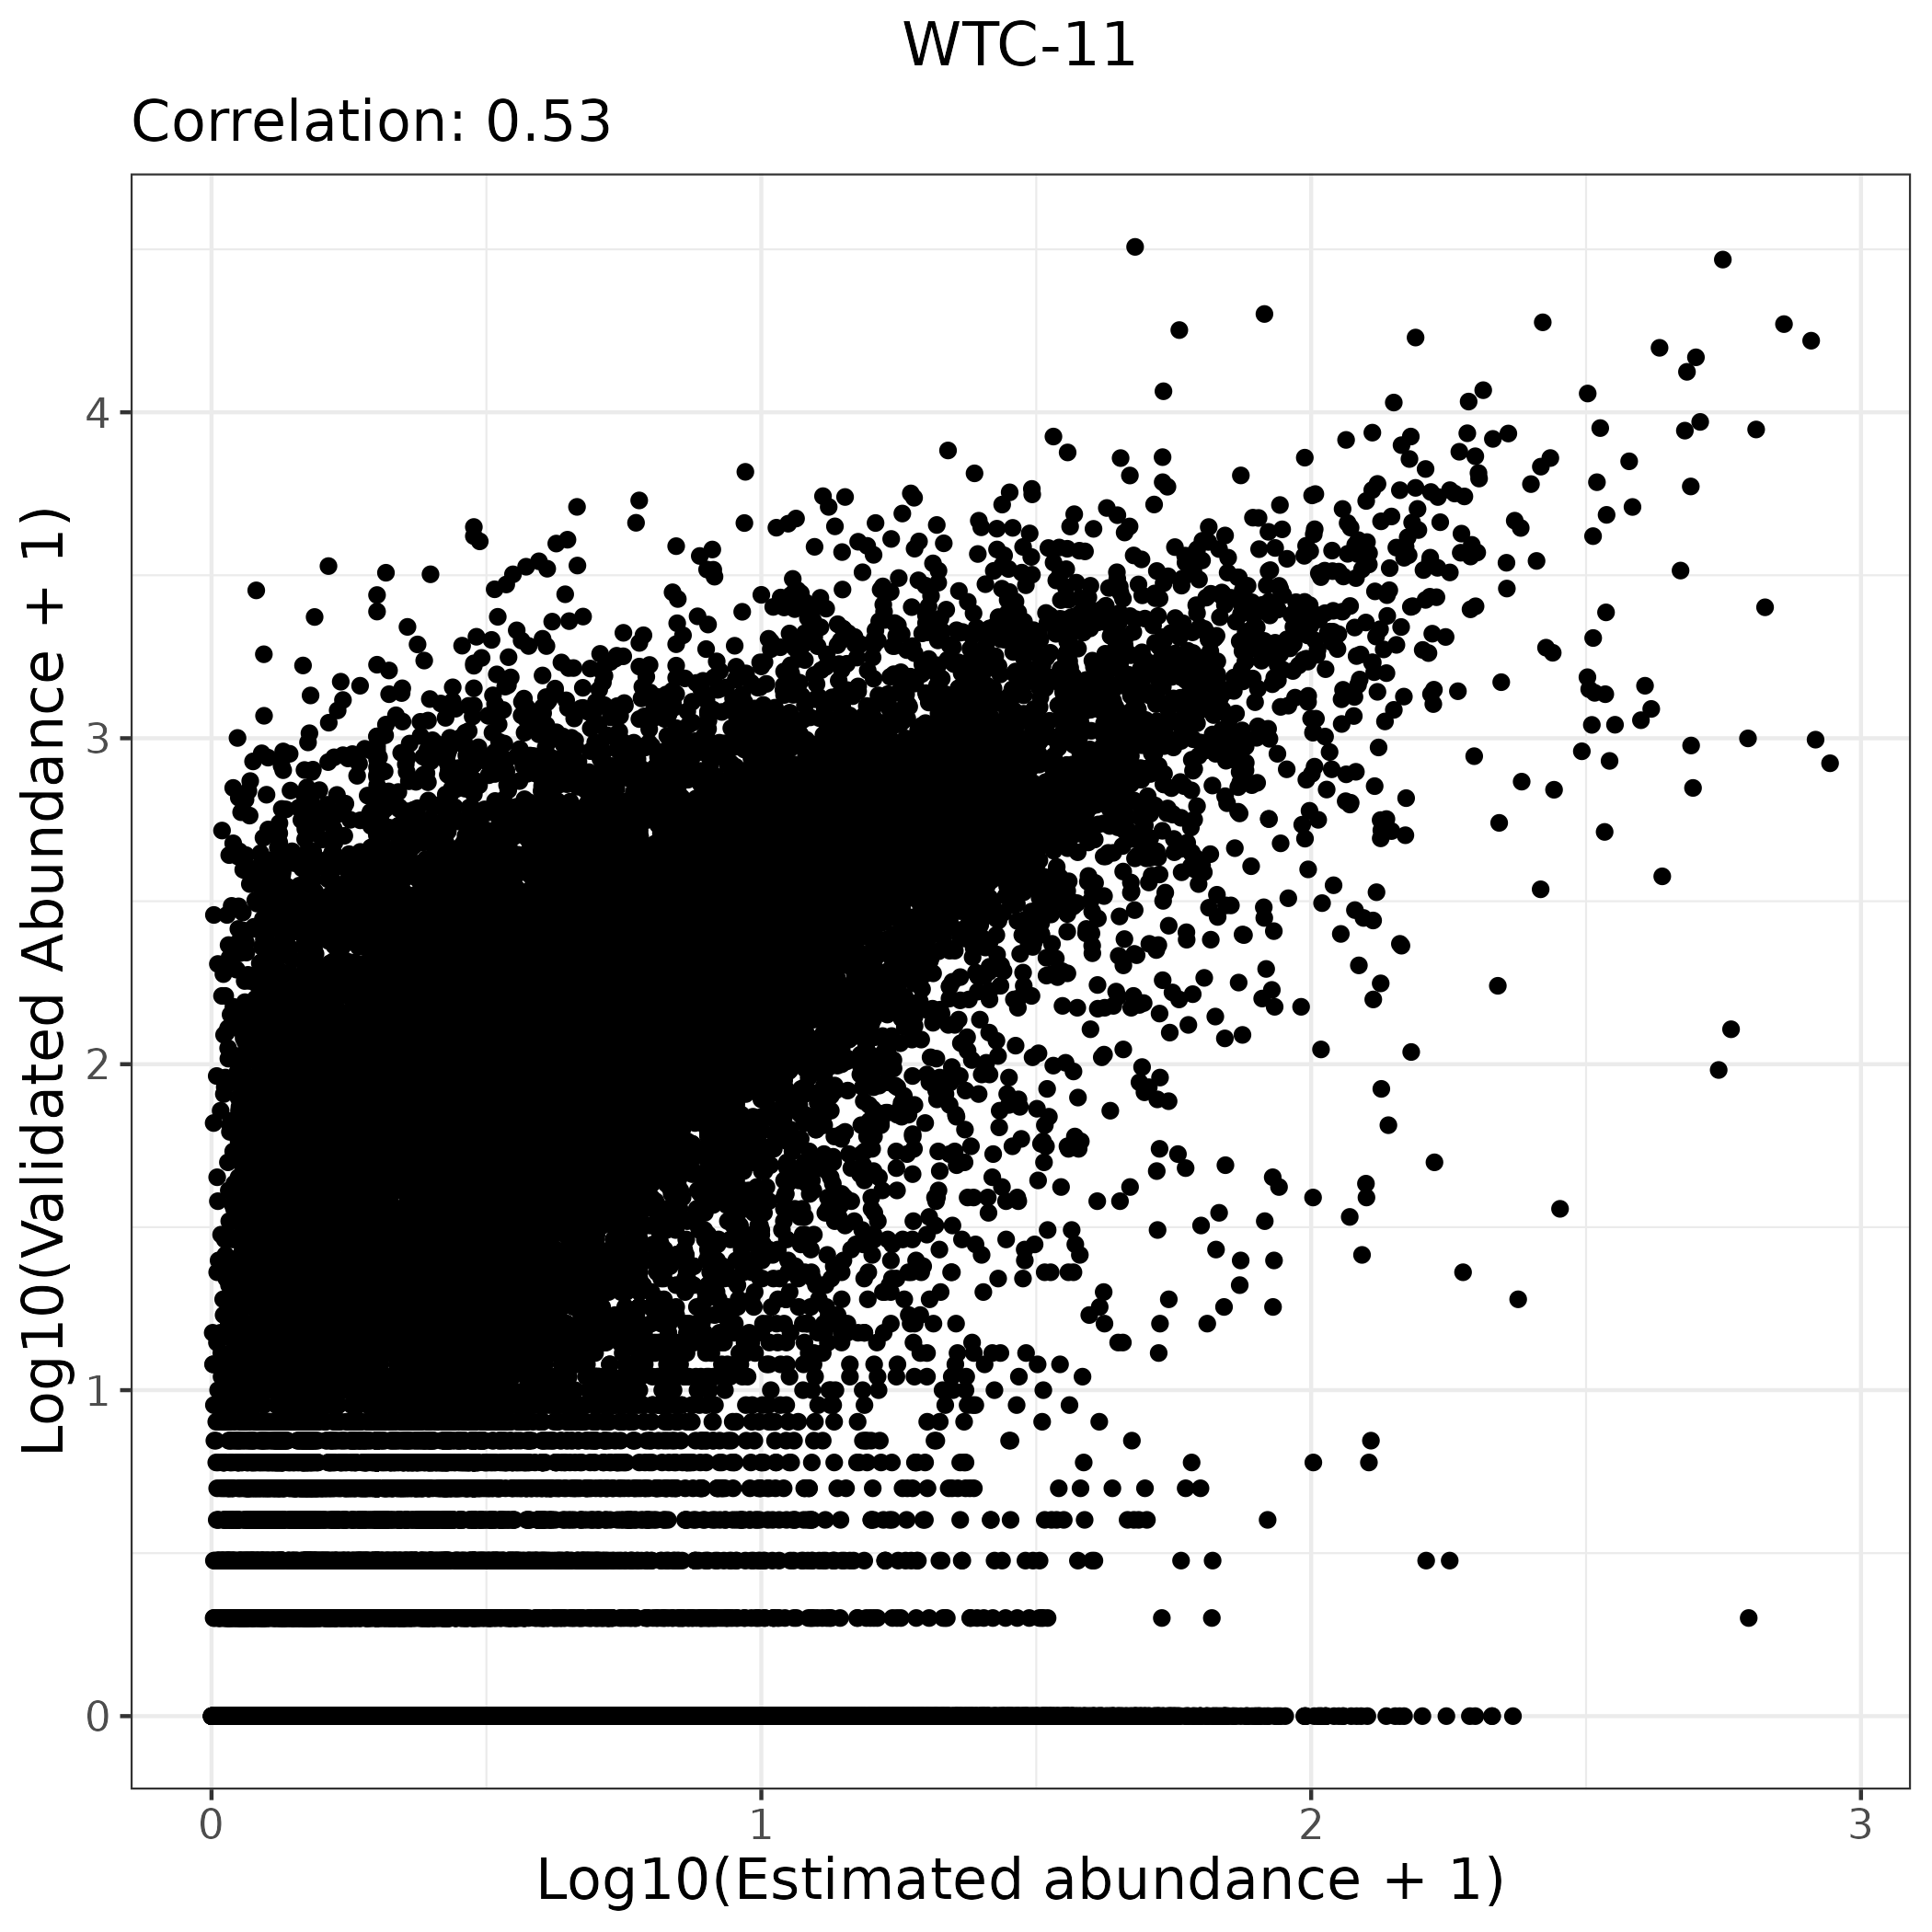 WTC-11
Correlation: 0.53
Log10(Validated Abundance + 1)
4
3
2
1
0
0 1 2 3
Log10(Estimated abundance + 1)